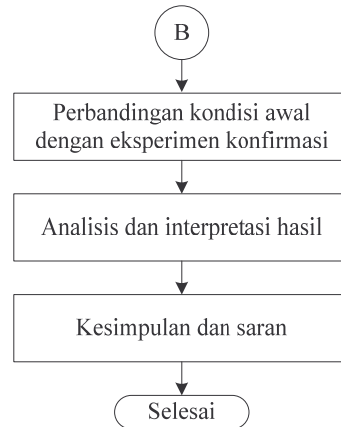 B
Perbandingan kondisi awal
dengan eksperimen konfirmasi
Analisis dan interpretasi hasil
Kesimpulan dan saran
Selesai